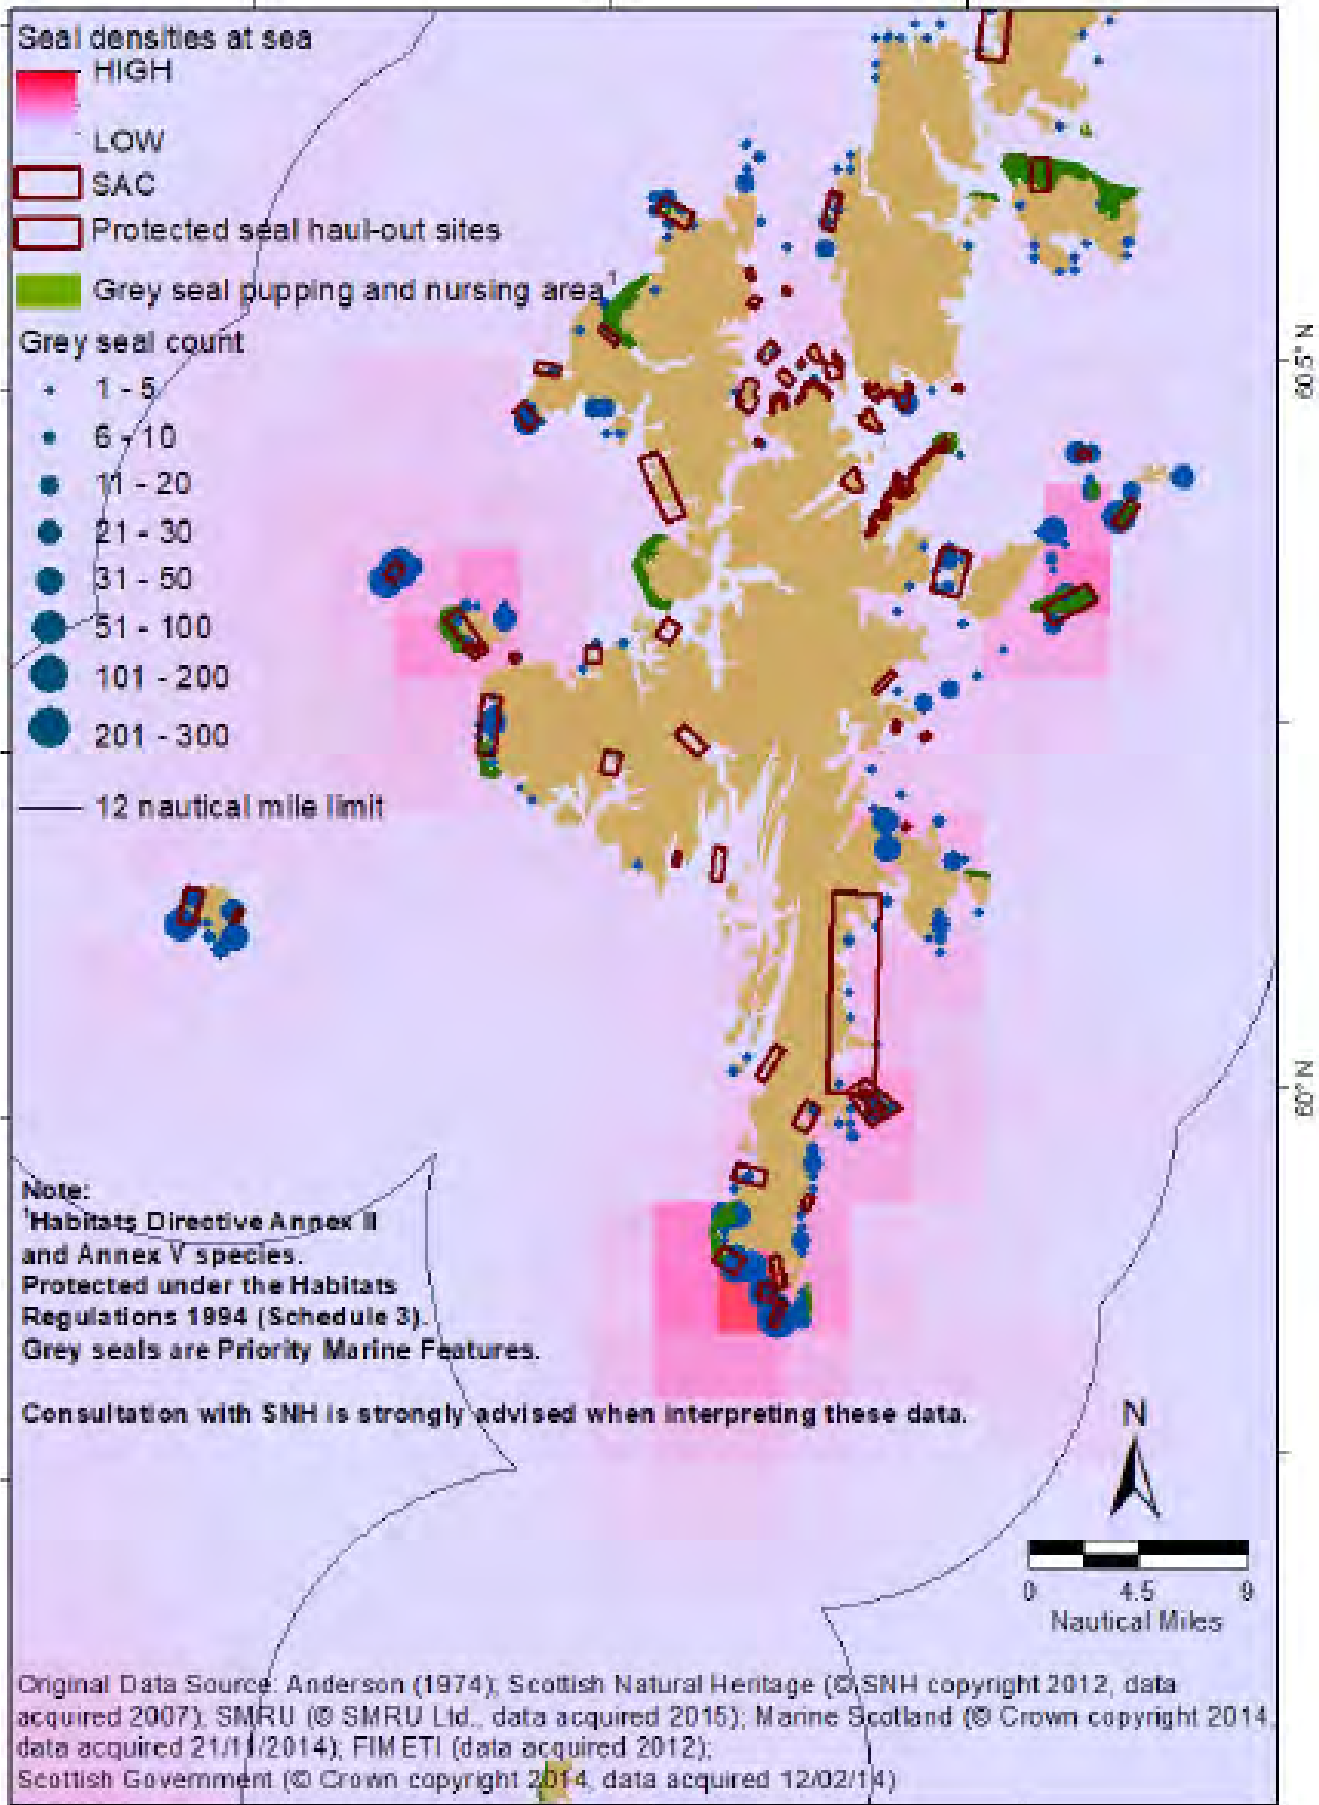 Seal densities at sea
HIGH
LOW
SAC
Protected seal haul-out sites
Grey seal pupping and nursing area¹
Grey seal count
1 - 5
6 - 10
11 - 20
21 - 30
31 - 50
51 - 100
101 - 200
201 - 300
12 nautical mile limit
60.5° N
60° N
Note:
¹Habitats Directive Annex II
and Annex V species.
Protected under the Habitats
Regulations 1994 (Schedule 3).
Grey seals are Priority Marine Features.
Consultation with SNH is strongly advised when interpreting these data.
N
0 4.5 9
Nautical Miles
Original Data Source: Anderson (1974); Scottish Natural Heritage (© SNH copyright 2012, data
acquired 2007); SMRU (© SMRU Ltd., data acquired 2015); Marine Scotland (© Crown copyright 2014,
data acquired 21/11/2014); FIMETI (data acquired 2012);
Scottish Government (© Crown copyright 2014, data acquired 12/02/14)